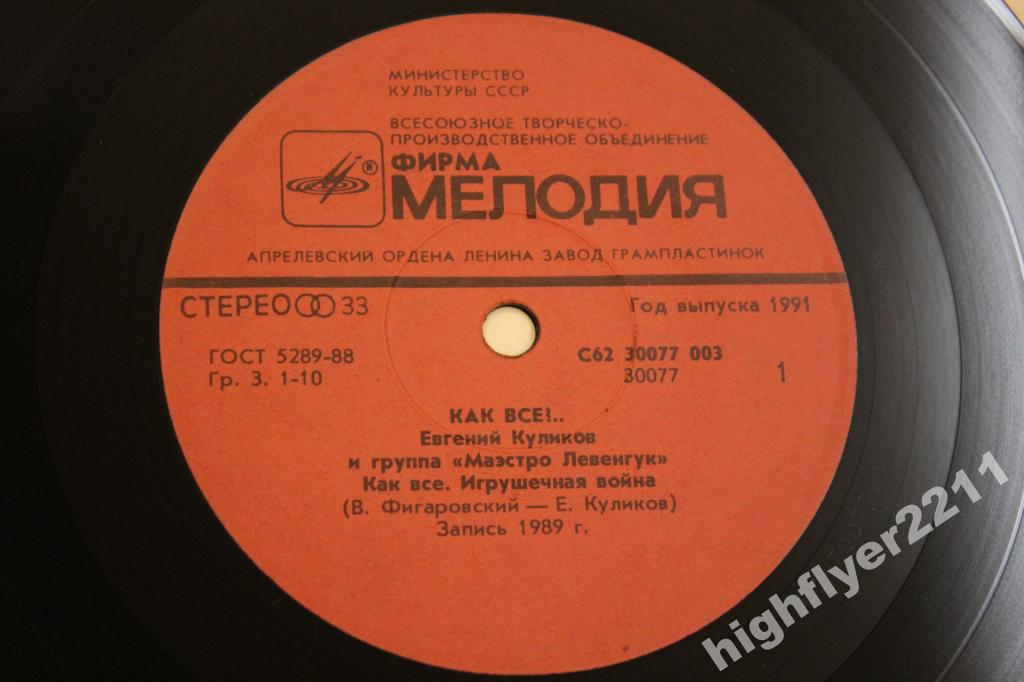 МИНИСТЕРСТВО
КУЛЬТУРЫ СССР
ВСЕСОЮЗНОЕ ТВОРЧЕСКО-
ПРОИЗВОДСТВЕННОЕ ОБЪЕДИНЕНИЕ
ФИРМА
®
МЕЛОДИЯ
АПРЕЛЕВСКИЙ ОРДЕНА ЛЕНИНА ЗАВОД ГРАМПЛАСТИНОК
СТЕРЕО 33
Год выпуска 1991
ГОСТ 5289-88
Гр. 3. 1-10
С62 30077 003
30077
1
КАК ВСЕ!..
Евгений Куликов
и группа «Маэстро Левенгук»
Как все. Игрушечная война
(В. Фигаровский — Е. Куликов)
Запись 1989 г.
highflyer2211